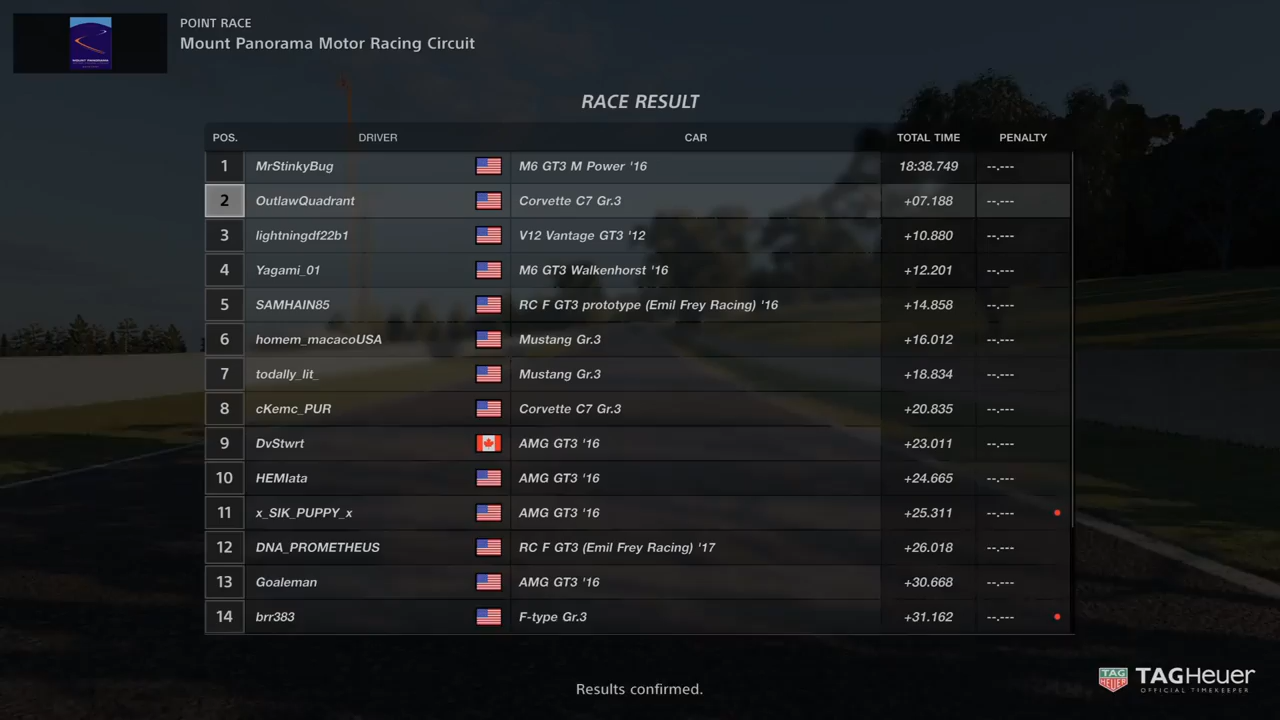 POINT RACE
Mount Panorama Motor Racing Circuit
MOUNT PANORAMA
RACE RESULT
POS. DRIVER CAR TOTAL TIME PENALTY
1 MrStinkyBug M6 GT3 M Power '16 18:38.749 --.---
2 OutlawQuadrant Corvette C7 Gr.3 +07.188 --.---
3 lightningdf22b1 V12 Vantage GT3 '12 +10.880 --.---
4 Yagami_01 M6 GT3 Walkenhorst '16 +12.201 --.---
5 SAMHAIN85 RC F GT3 prototype (Emil Frey Racing) '16 +14.858 --.---
6 homem_macacoUSA Mustang Gr.3 +16.012 --.---
7 todally_lit_ Mustang Gr.3 +18.834 --.---
8 cKemc_PUR Corvette C7 Gr.3 +20.835 --.---
9 DvStwrt AMG GT3 '16 +23.011 --.---
10 HEMIata AMG GT3 '16 +24.665 --.---
11 x_SIK_PUPPY_x AMG GT3 '16 +25.311 --.---
12 DNA_PROMETHEUS RC F GT3 (Emil Frey Racing) '17 +26.018 --.---
13 Goaleman AMG GT3 '16 +30.668 --.---
14 brr383 F-type Gr.3 +31.162 --.---
Results confirmed.
TAG HEUER
TAGHeuer
OFFICIAL TIMEKEEPER